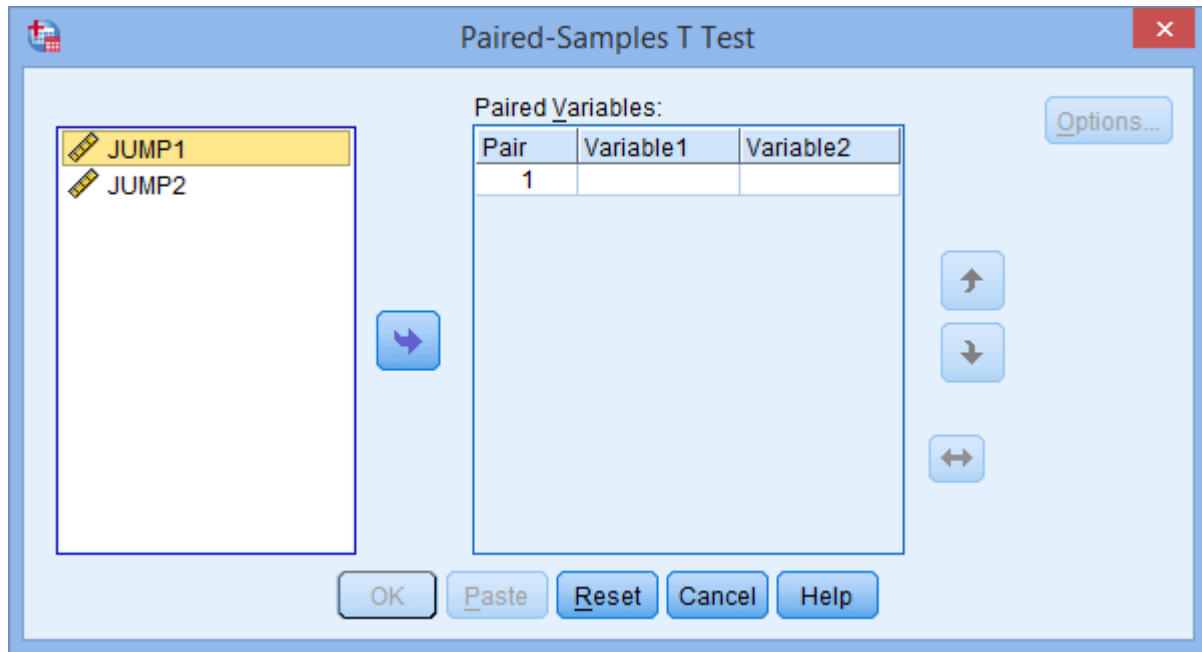 Paired-Samples T Test
Paired Variables:
Options...
JUMP1
JUMP2
Pair Variable1 Variable2
1
OK Paste Reset Cancel Help